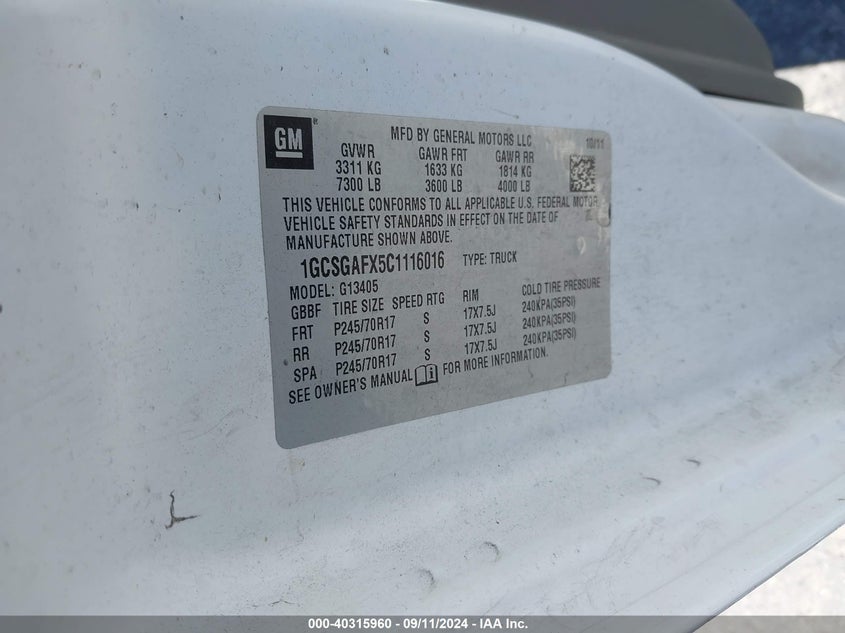 GM ®
MFD BY GENERAL MOTORS LLC 10/11
GVWR GAWR FRT GAWR RR
3311 KG 1633 KG 1814 KG
7300 LB 3600 LB 4000 LB
THIS VEHICLE CONFORMS TO ALL APPLICABLE U.S. FEDERAL MOTOR
VEHICLE SAFETY STANDARDS IN EFFECT ON THE DATE OF
MANUFACTURE SHOWN ABOVE.
1GCSGAFX5C1116016 TYPE: TRUCK
MODEL: G13405
GBBF TIRE SIZE SPEED RTG RIM COLD TIRE PRESSURE
FRT P245/70R17 S 17X7.5J 240KPA(35PSI)
RR P245/70R17 S 17X7.5J 240KPA(35PSI)
SPA P245/70R17 S 17X7.5J 240KPA(35PSI)
SEE OWNER'S MANUAL FOR MORE INFORMATION.
000-40315960 - 09/11/2024 - IAA Inc.